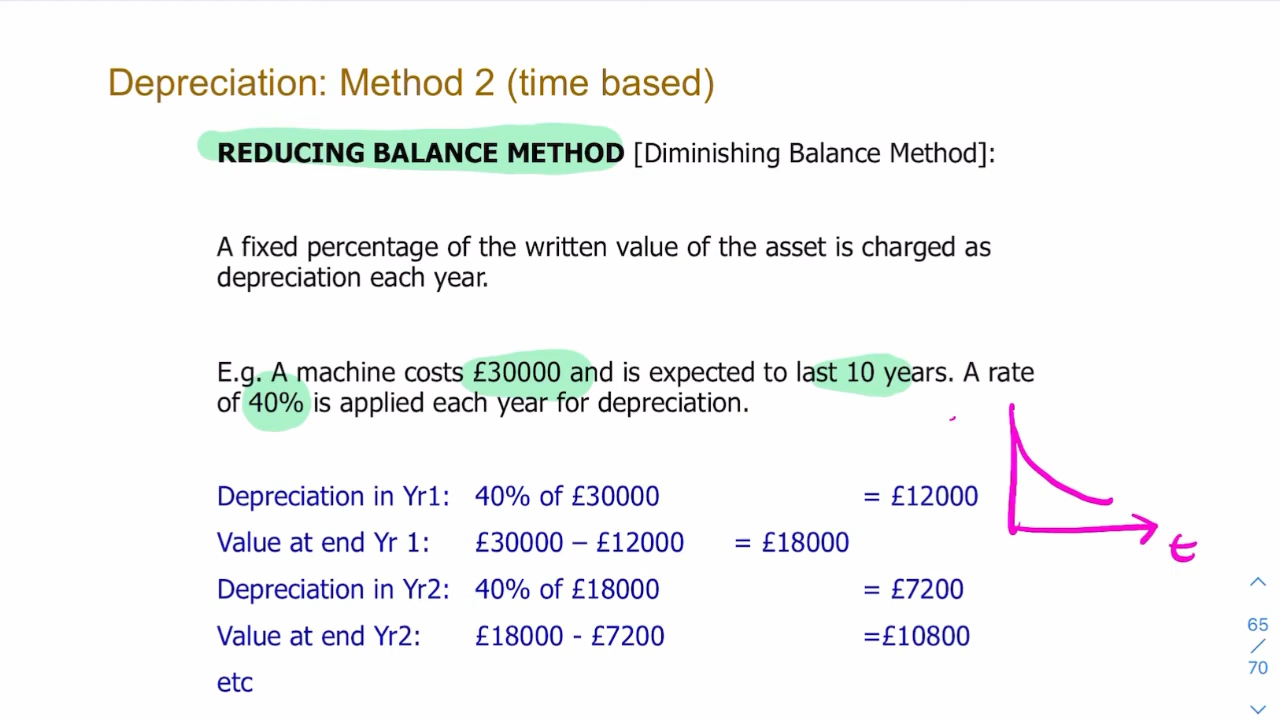 Depreciation: Method 2 (time based)
REDUCING BALANCE METHOD [Diminishing Balance Method]:
A fixed percentage of the written value of the asset is charged as
depreciation each year.
E.g. A machine costs £30000 and is expected to last 10 years. A rate
of 40% is applied each year for depreciation.
Depreciation in Yr1: 40% of £30000 = £12000
Value at end Yr 1: £30000 – £12000 = £18000
Depreciation in Yr2: 40% of £18000 = £7200
Value at end Yr2: £18000 - £7200 =£10800
etc
t
65
/
70